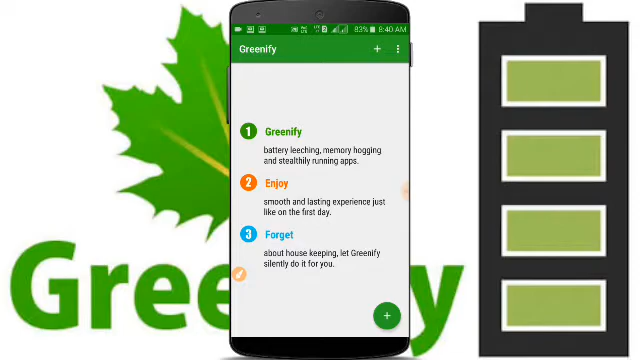 83% 8:40 AM
Greenify
1 Greenify
battery leeching, memory hogging
and stealthily running apps.
2 Enjoy
smooth and lasting experience just
like on the first day.
3 Forget
about house keeping, let Greenify
silently do it for you.